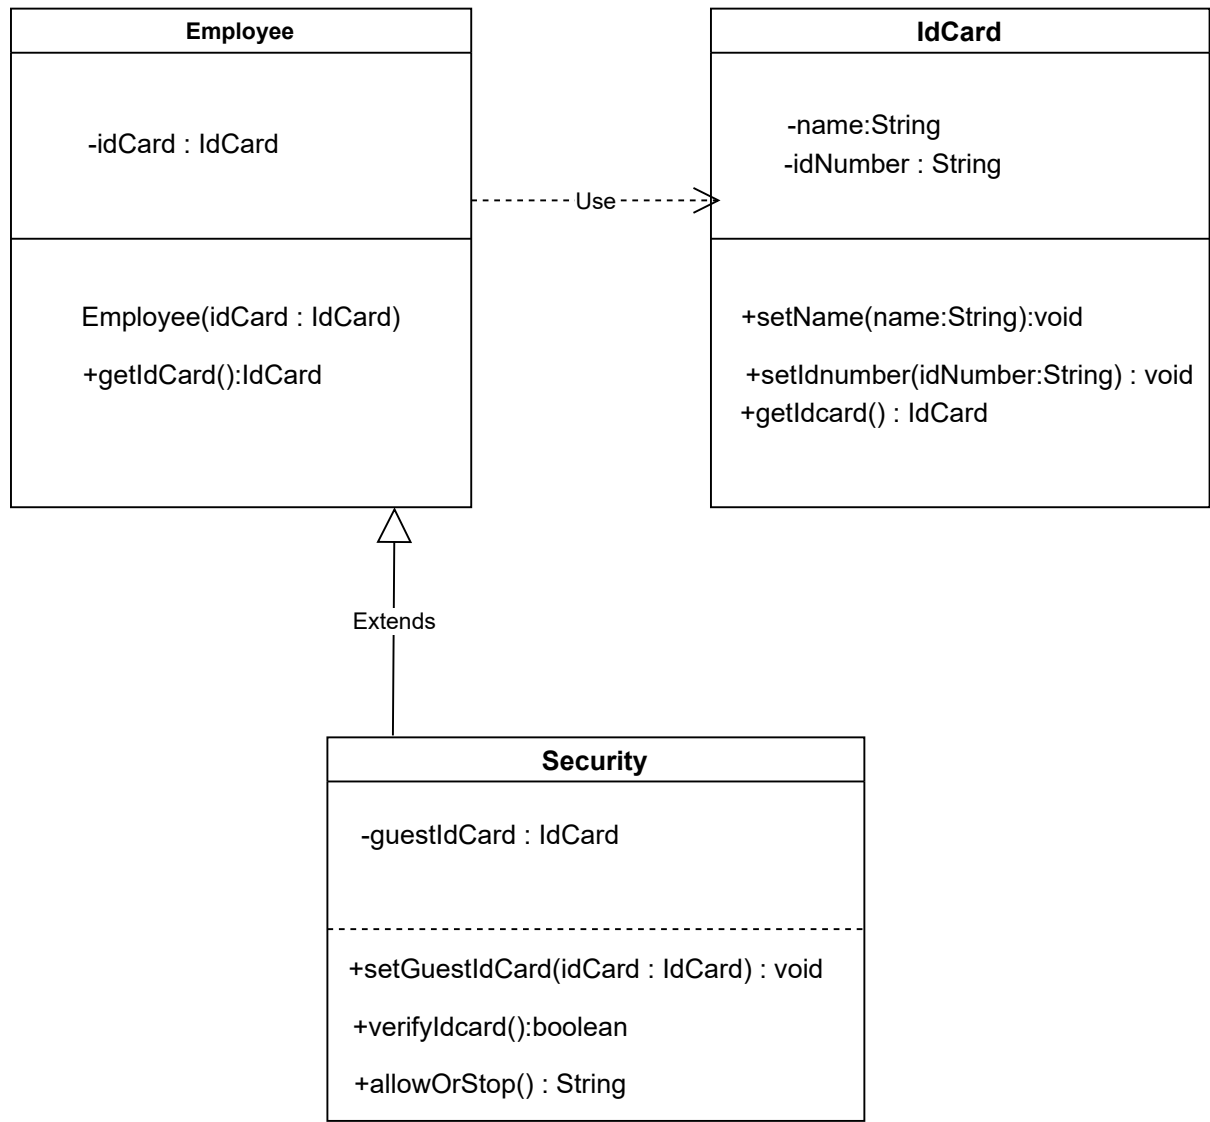 Employee
-idCard : IdCard
Employee(idCard : IdCard)
+getIdCard():IdCard
Use
IdCard
-name:String
-idNumber : String
+setName(name:String):void
+setIdnumber(idNumber:String) : void
+getIdcard() : IdCard
Extends
Security
-guestIdCard : IdCard
+setGuestIdCard(idCard : IdCard) : void
+verifyIdcard():boolean
+allowOrStop() : String